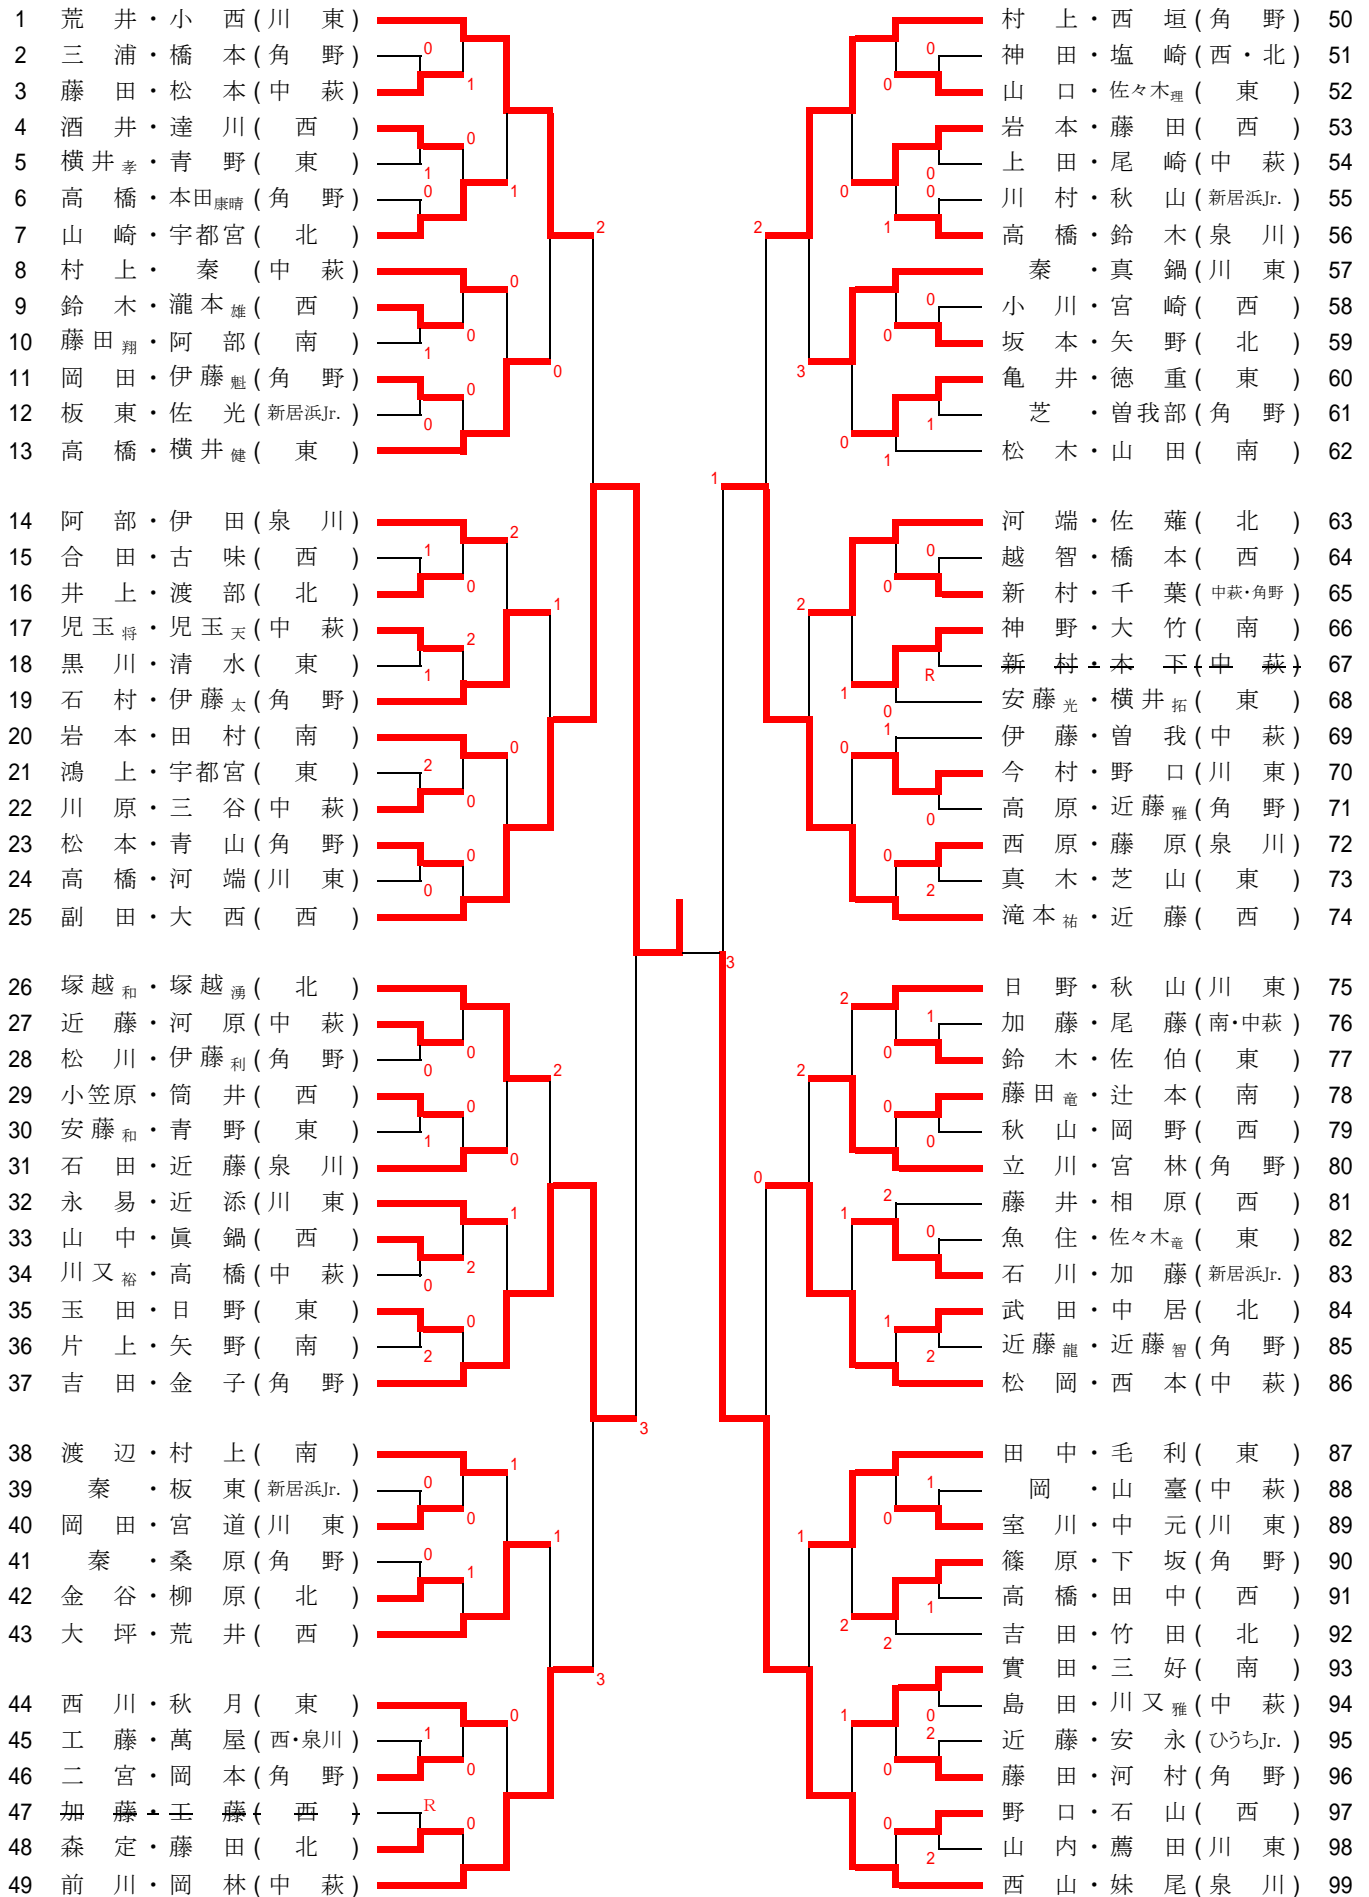 1 荒井・小西(川東)
2 三浦・橋本(角野)
3 藤田・松本(中萩)
4 酒井・達川(西)
5 横井孝・青野(東)
6 高橋・本田康晴(角野)
7 山崎・宇都宮(北)
8 村上・秦(中萩)
9 鈴木・瀧本雄(西)
10 藤田翔・阿部(南)
11 岡田・伊藤魁(角野)
12 板東・佐光(新居浜Jr.)
13 高橋・横井健(東)
14 阿部・伊田(泉川)
15 合田・古味(西)
16 井上・渡部(北)
17 児玉将・児玉天(中萩)
18 黒川・清水(東)
19 石村・伊藤太(角野)
20 岩本・田村(南)
21 鴻上・宇都宮(東)
22 川原・三谷(中萩)
23 松本・青山(角野)
24 高橋・河端(川東)
25 副田・大西(西)
26 塚越和・塚越湧(北)
27 近藤・河原(中萩)
28 松川・伊藤利(角野)
29 小笠原・筒井(西)
30 安藤和・青野(東)
31 石田・近藤(泉川)
32 永易・近添(川東)
33 山中・眞鍋(西)
34 川又裕・高橋(中萩)
35 玉田・日野(東)
36 片上・矢野(南)
37 吉田・金子(角野)
38 渡辺・村上(南)
39 秦・板東(新居浜Jr.)
40 岡田・宮道(川東)
41 秦・桑原(角野)
42 金谷・柳原(北)
43 大坪・荒井(西)
44 西川・秋月(東)
45 工藤・萬屋(西・泉川)
46 二宮・岡本(角野)
47 加藤・工藤(西)
48 森定・藤田(北)
49 前川・岡林(中萩)
村上・西垣(角野) 50
神田・塩崎(西・北) 51
山口・佐々木理(東) 52
岩本・藤田(西) 53
上田・尾崎(中萩) 54
川村・秋山(新居浜Jr.) 55
高橋・鈴木(泉川) 56
秦・真鍋(川東) 57
小川・宮崎(西) 58
坂本・矢野(北) 59
亀井・徳重(東) 60
芝・曽我部(角野) 61
松木・山田(南) 62
河端・佐薙(北) 63
越智・橋本(西) 64
新村・千葉(中萩・角野) 65
神野・大竹(南) 66
新村・本下(中萩) 67
安藤光・横井拓(東) 68
伊藤・曽我(中萩) 69
今村・野口(川東) 70
高原・近藤雅(角野) 71
西原・藤原(泉川) 72
真木・芝山(東) 73
滝本祐・近藤(西) 74
日野・秋山(川東) 75
加藤・尾藤(南・中萩) 76
鈴木・佐伯(東) 77
藤田竜・辻本(南) 78
秋山・岡野(西) 79
立川・宮林(角野) 80
藤井・相原(西) 81
魚住・佐々木竜(東) 82
石川・加藤(新居浜Jr.) 83
武田・中居(北) 84
近藤龍・近藤智(角野) 85
松岡・西本(中萩) 86
田中・毛利(東) 87
岡・山臺(中萩) 88
室川・中元(川東) 89
篠原・下坂(角野) 90
高橋・田中(西) 91
吉田・竹田(北) 92
實田・三好(南) 93
島田・川又雅(中萩) 94
近藤・安永(ひうちJr.) 95
藤田・河村(角野) 96
野口・石山(西) 97
山内・薦田(川東) 98
西山・妹尾(泉川) 99